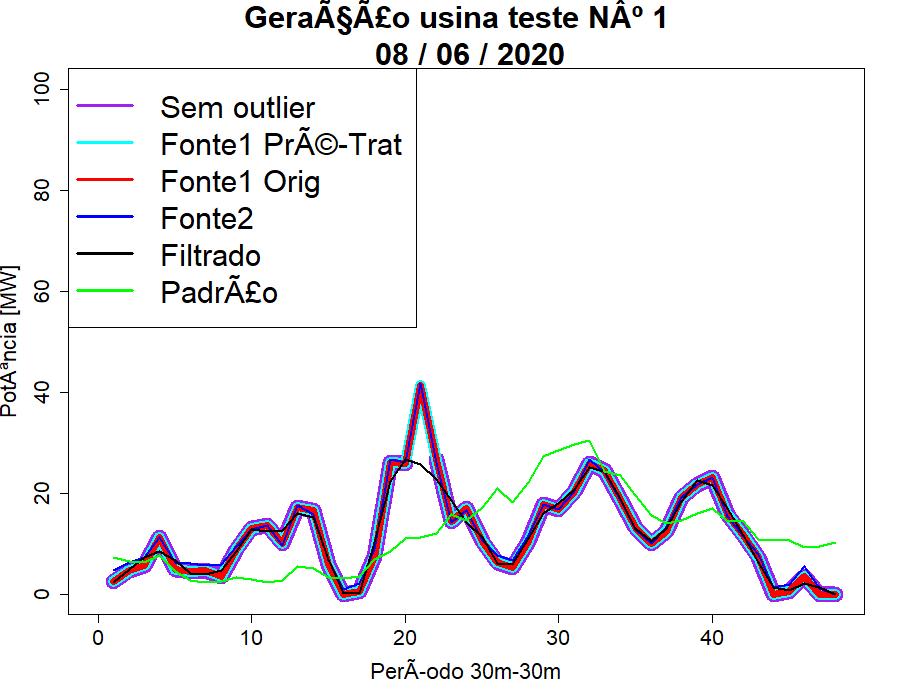 GeraÃ§Ã£o usina teste NÂº 1
08 / 06 / 2020
Sem outlier
Fonte1 PrÃ©-Trat
Fonte1 Orig
Fonte2
Filtrado
PadrÃ£o
PotÃªncia [MW]
100
80
60
40
20
0
0 10 20 30 40
PerÃ-odo 30m-30m